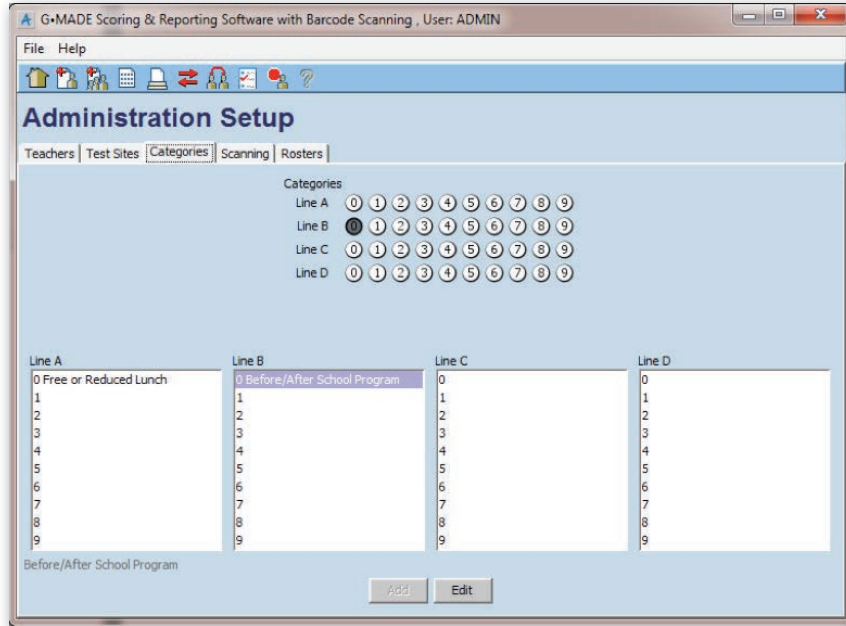 G•MADE Scoring & Reporting Software with Barcode Scanning , User: ADMIN
File Help
Administration Setup
Teachers Test Sites Categories Scanning Rosters
Categories
Line A 0 1 2 3 4 5 6 7 8 9
Line B 0 1 2 3 4 5 6 7 8 9
Line C 0 1 2 3 4 5 6 7 8 9
Line D 0 1 2 3 4 5 6 7 8 9
Line A
0 Free or Reduced Lunch
1
2
3
4
5
6
7
8
9
Line B
0 Before/After School Program
1
2
3
4
5
6
7
8
9
Line C
0
1
2
3
4
5
6
7
8
9
Line D
0
1
2
3
4
5
6
7
8
9
Before/After School Program
Add Edit